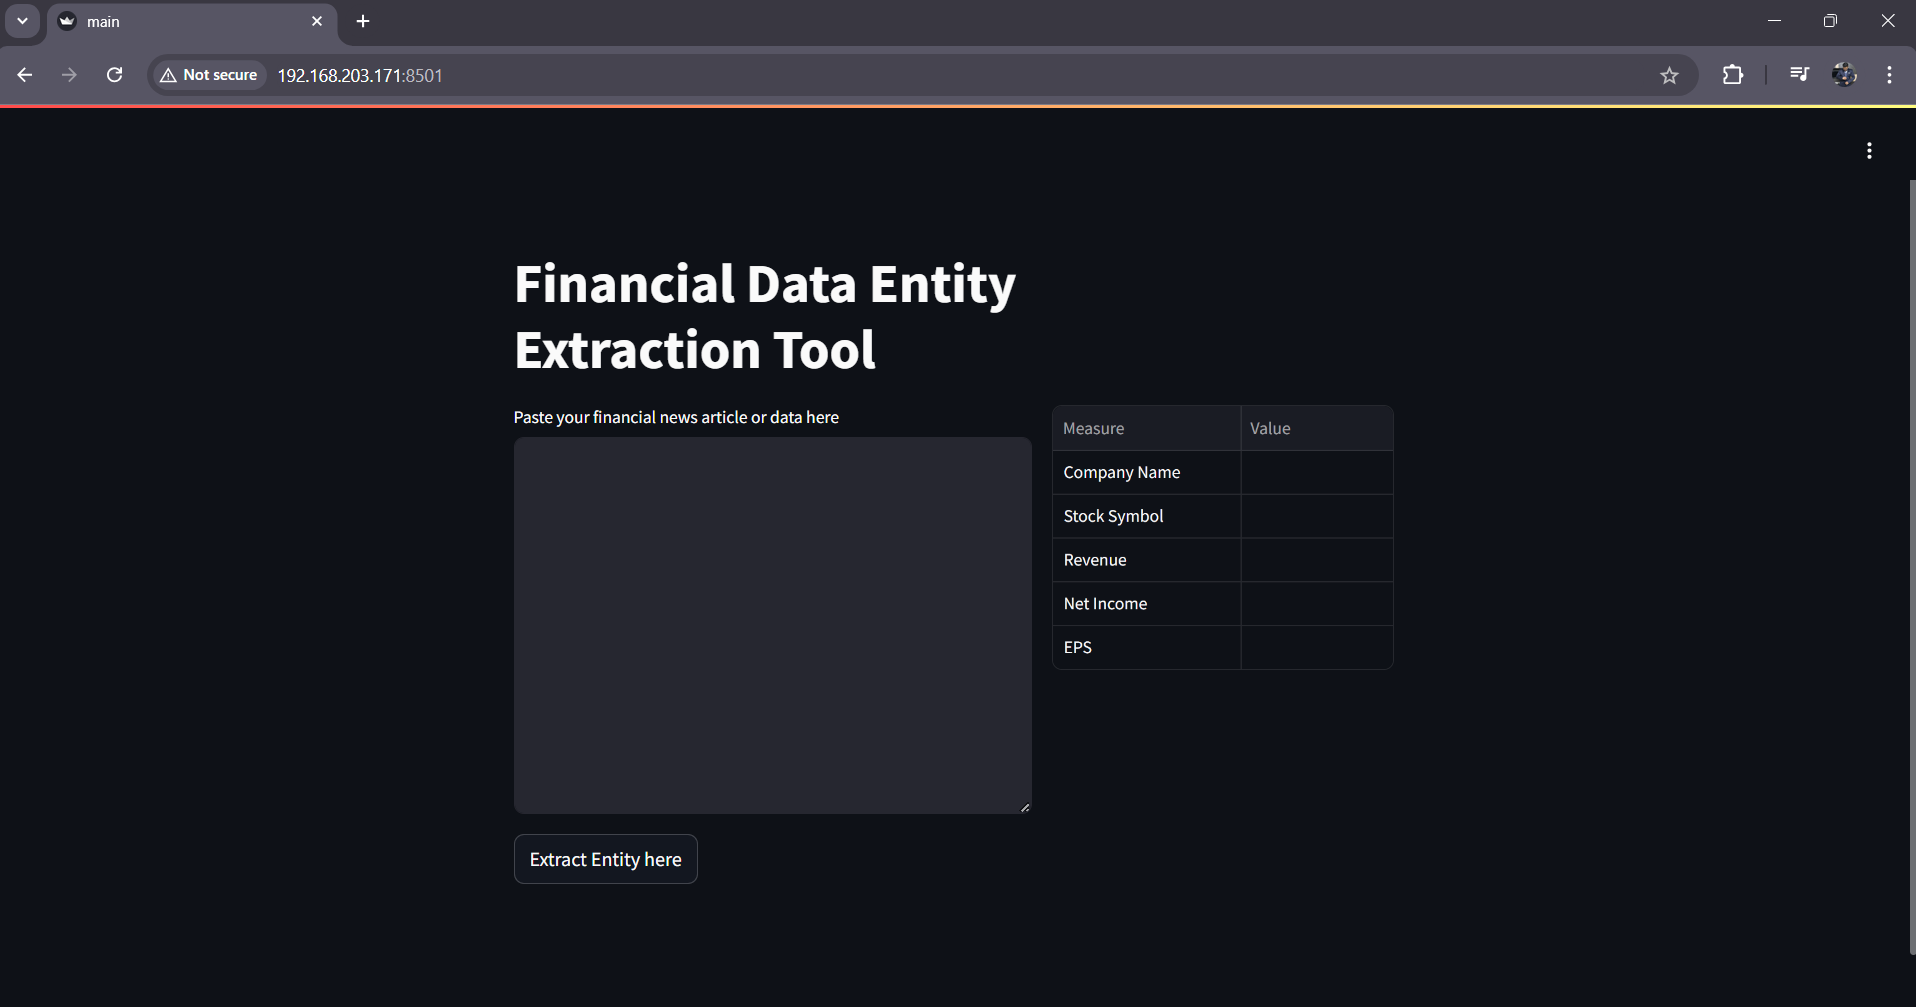 main
Not secure
192.168.203.171:8501
Financial Data Entity
Extraction Tool
Paste your financial news article or data here
Measure Value
Company Name
Stock Symbol
Revenue
Net Income
EPS
Extract Entity here